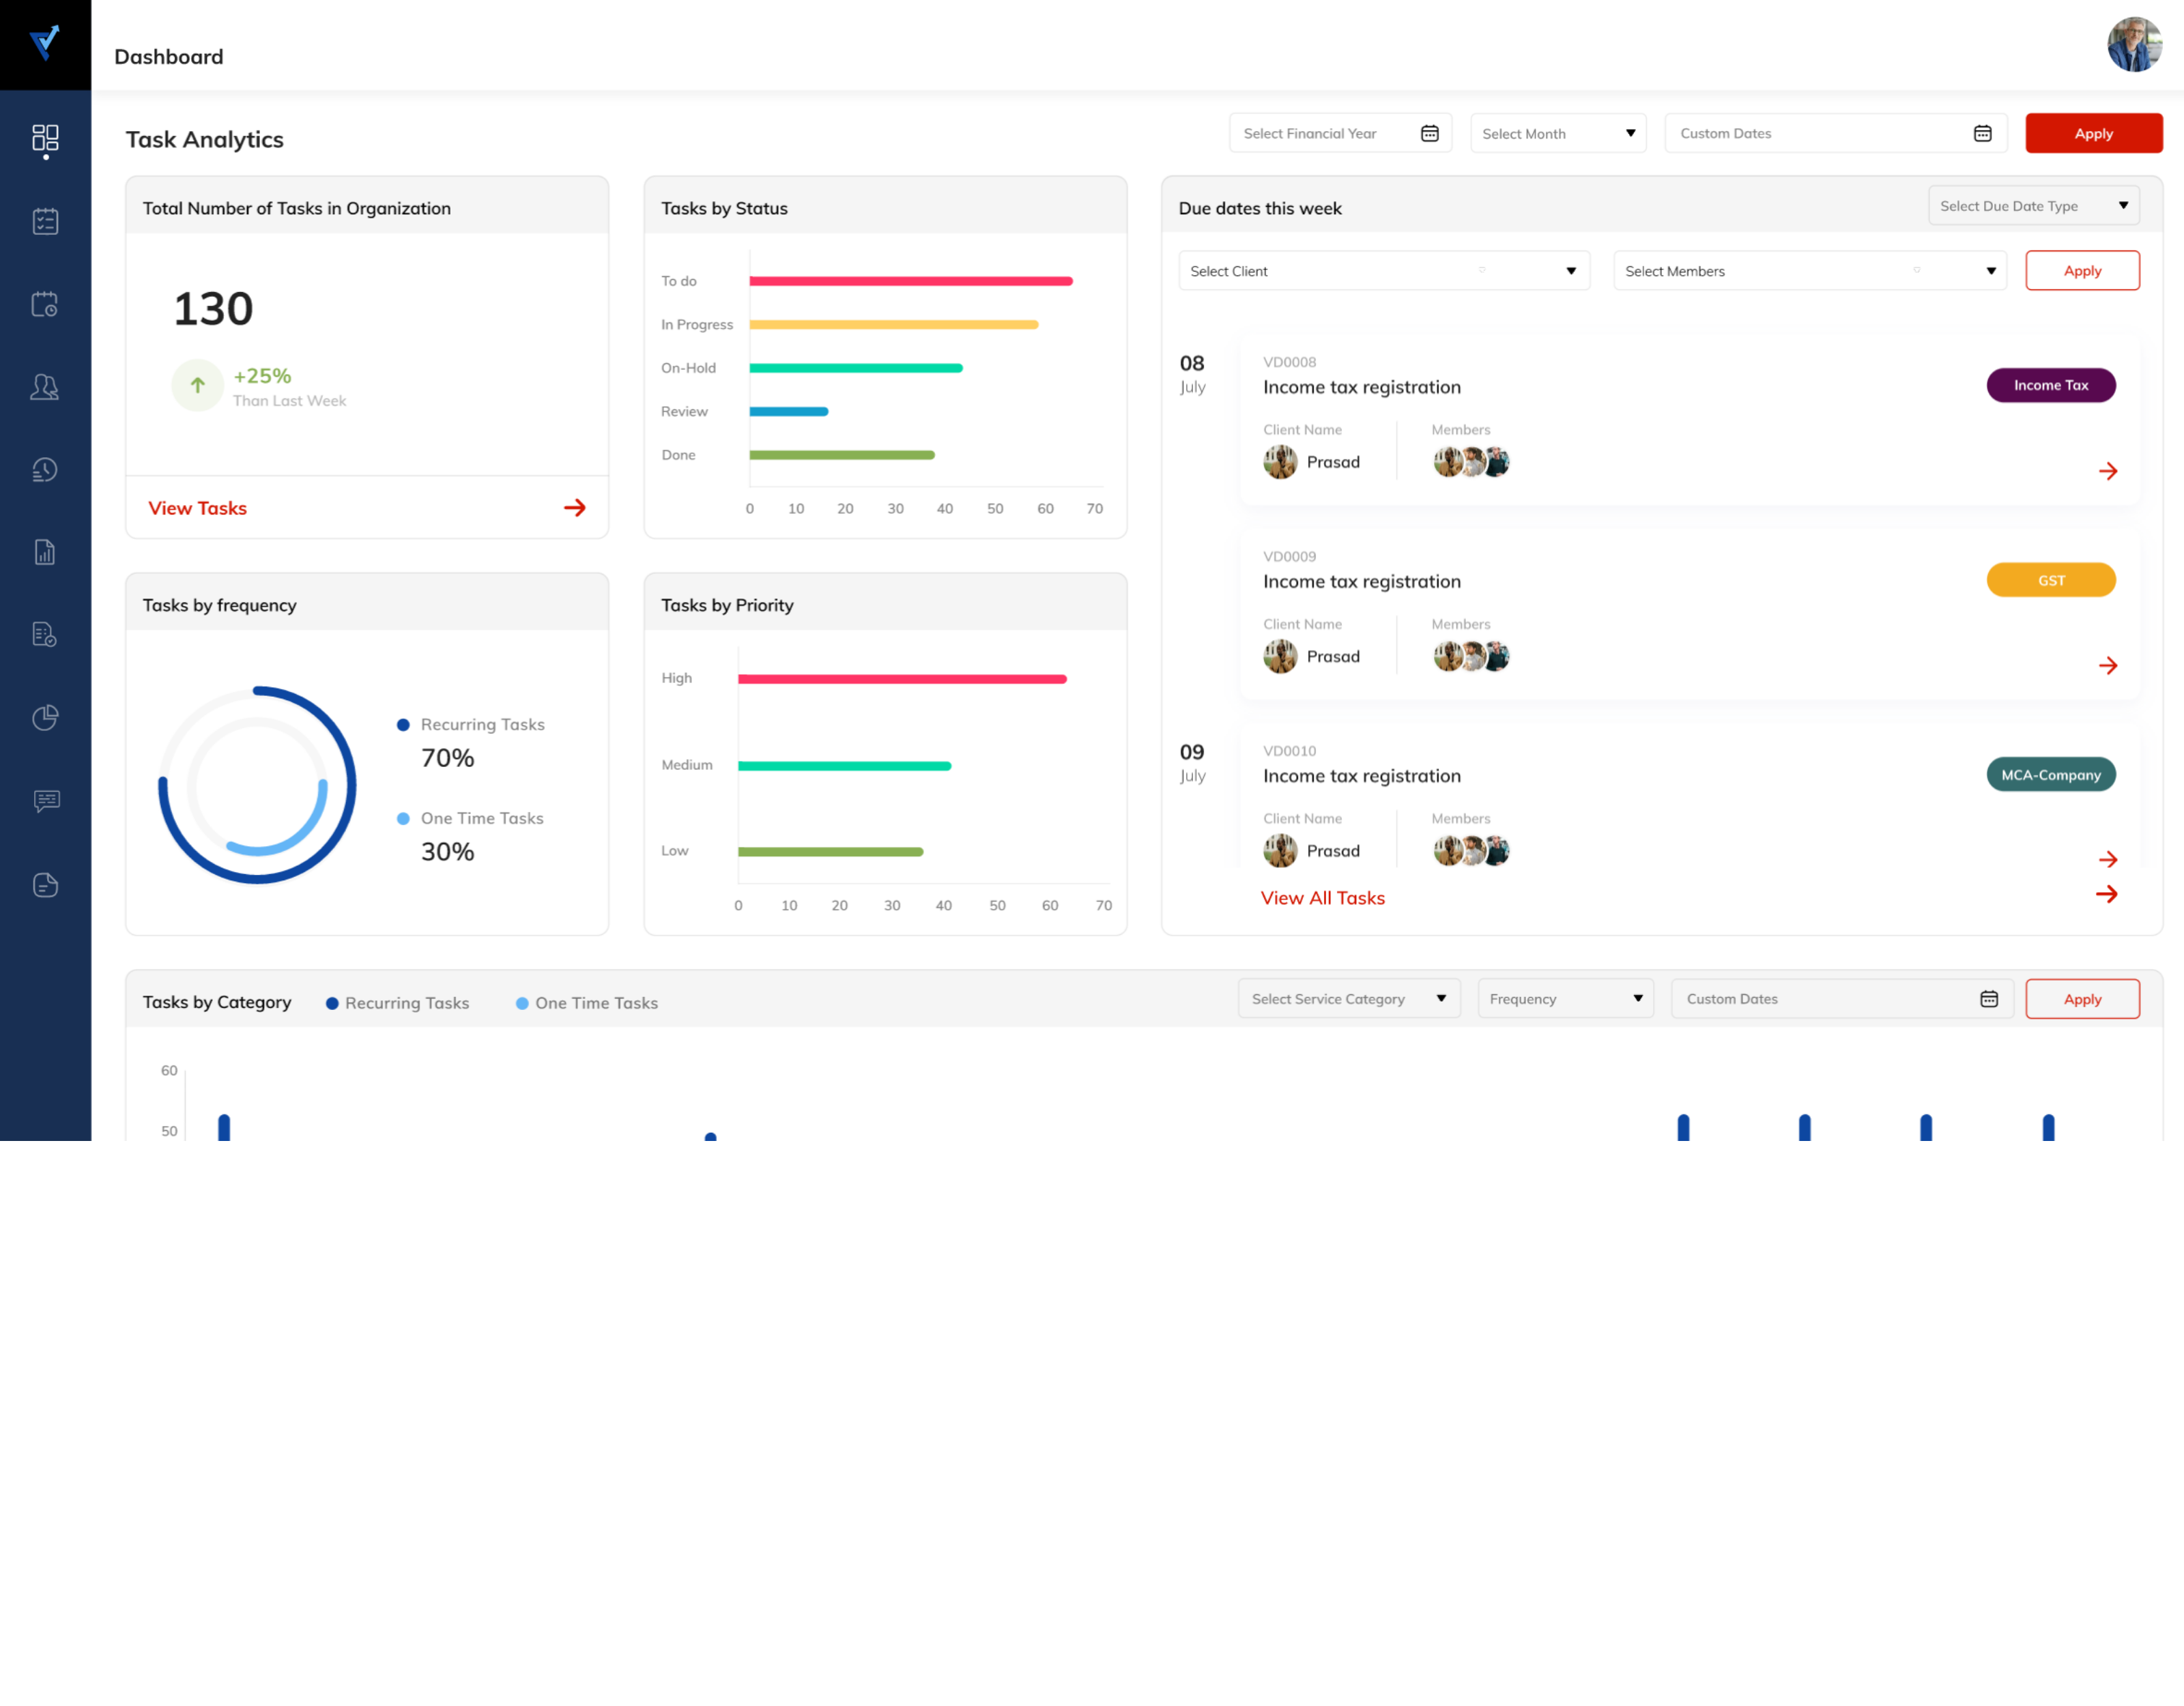 Dashboard
Task Analytics
Select Financial Year
Select Month
Custom Dates
Apply
Total Number of Tasks in Organization
130
+25%
Than Last Week
View Tasks
Tasks by Status
To do
In Progress
On-Hold
Review
Done
0 10 20 30 40 50 60 70
Due dates this week
Select Due Date Type
Select Client
Select Members
Apply
08
July
VD0008
Income tax registration
Income Tax
Client Name
Members
Prasad
VD0009
Income tax registration
GST
Client Name
Members
Prasad
09
July
VD0010
Income tax registration
MCA-Company
Client Name
Members
Prasad
View All Tasks
Tasks by frequency
Recurring Tasks
70%
One Time Tasks
30%
Tasks by Priority
High
Medium
Low
0 10 20 30 40 50 60 70
Tasks by Category
Recurring Tasks
One Time Tasks
Select Service Category
Frequency
Custom Dates
Apply
60
50